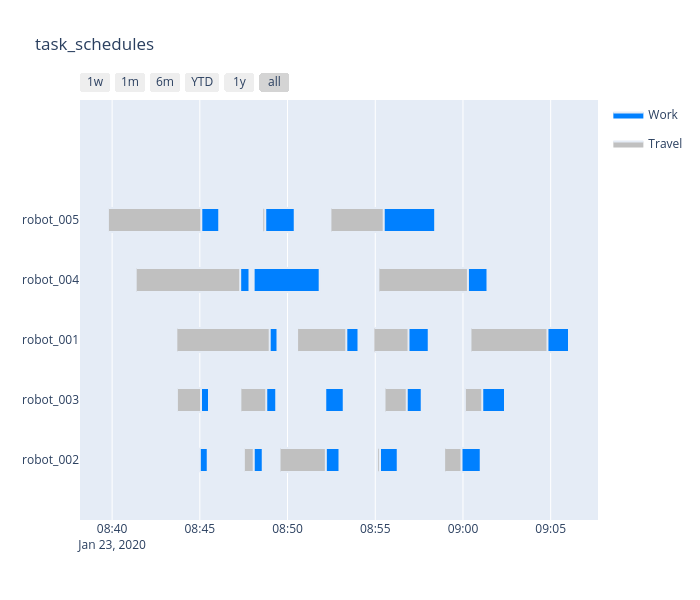 task_schedules
1w 1m 6m YTD 1y all
Work
Travel
robot_005
robot_004
robot_001
robot_003
robot_002
08:40 08:45 08:50 08:55 09:00 09:05
Jan 23, 2020